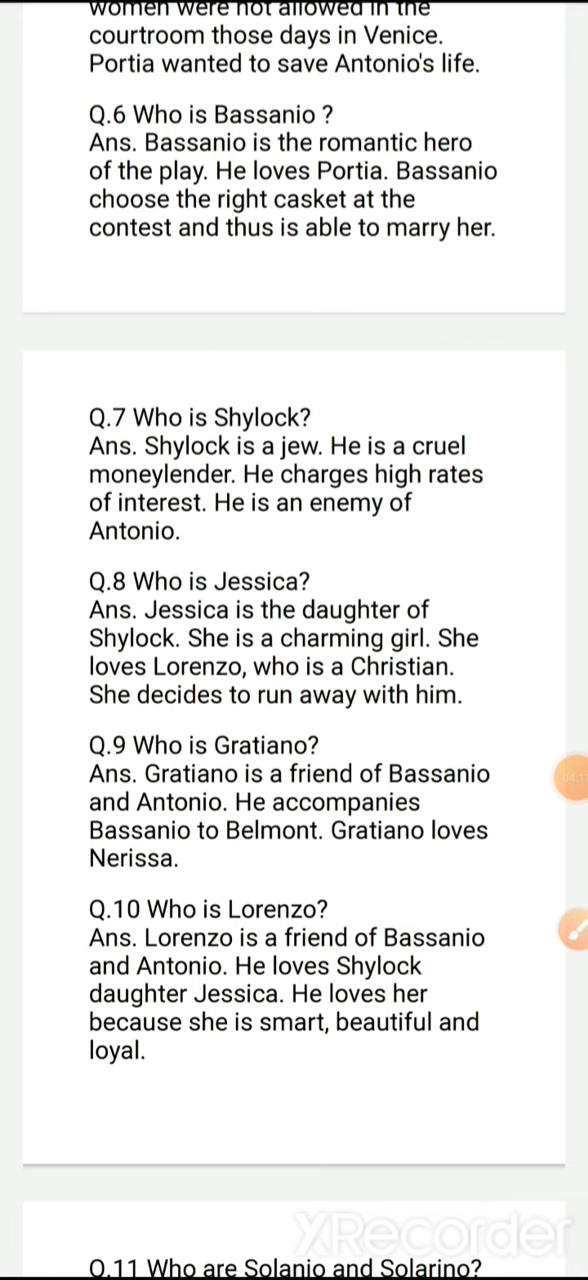 women were not allowed in the
courtroom those days in Venice.
Portia wanted to save Antonio's life.
Q.6 Who is Bassanio ?
Ans. Bassanio is the romantic hero
of the play. He loves Portia. Bassanio
choose the right casket at the
contest and thus is able to marry her.
Q.7 Who is Shylock?
Ans. Shylock is a jew. He is a cruel
moneylender. He charges high rates
of interest. He is an enemy of
Antonio.
Q.8 Who is Jessica?
Ans. Jessica is the daughter of
Shylock. She is a charming girl. She
loves Lorenzo, who is a Christian.
She decides to run away with him.
Q.9 Who is Gratiano?
Ans. Gratiano is a friend of Bassanio
and Antonio. He accompanies
Bassanio to Belmont. Gratiano loves
Nerissa.
04:11
Q.10 Who is Lorenzo?
Ans. Lorenzo is a friend of Bassanio
and Antonio. He loves Shylock
daughter Jessica. He loves her
because she is smart, beautiful and
loyal.
XRecorder
Q.11 Who are Solanio and Solarino?